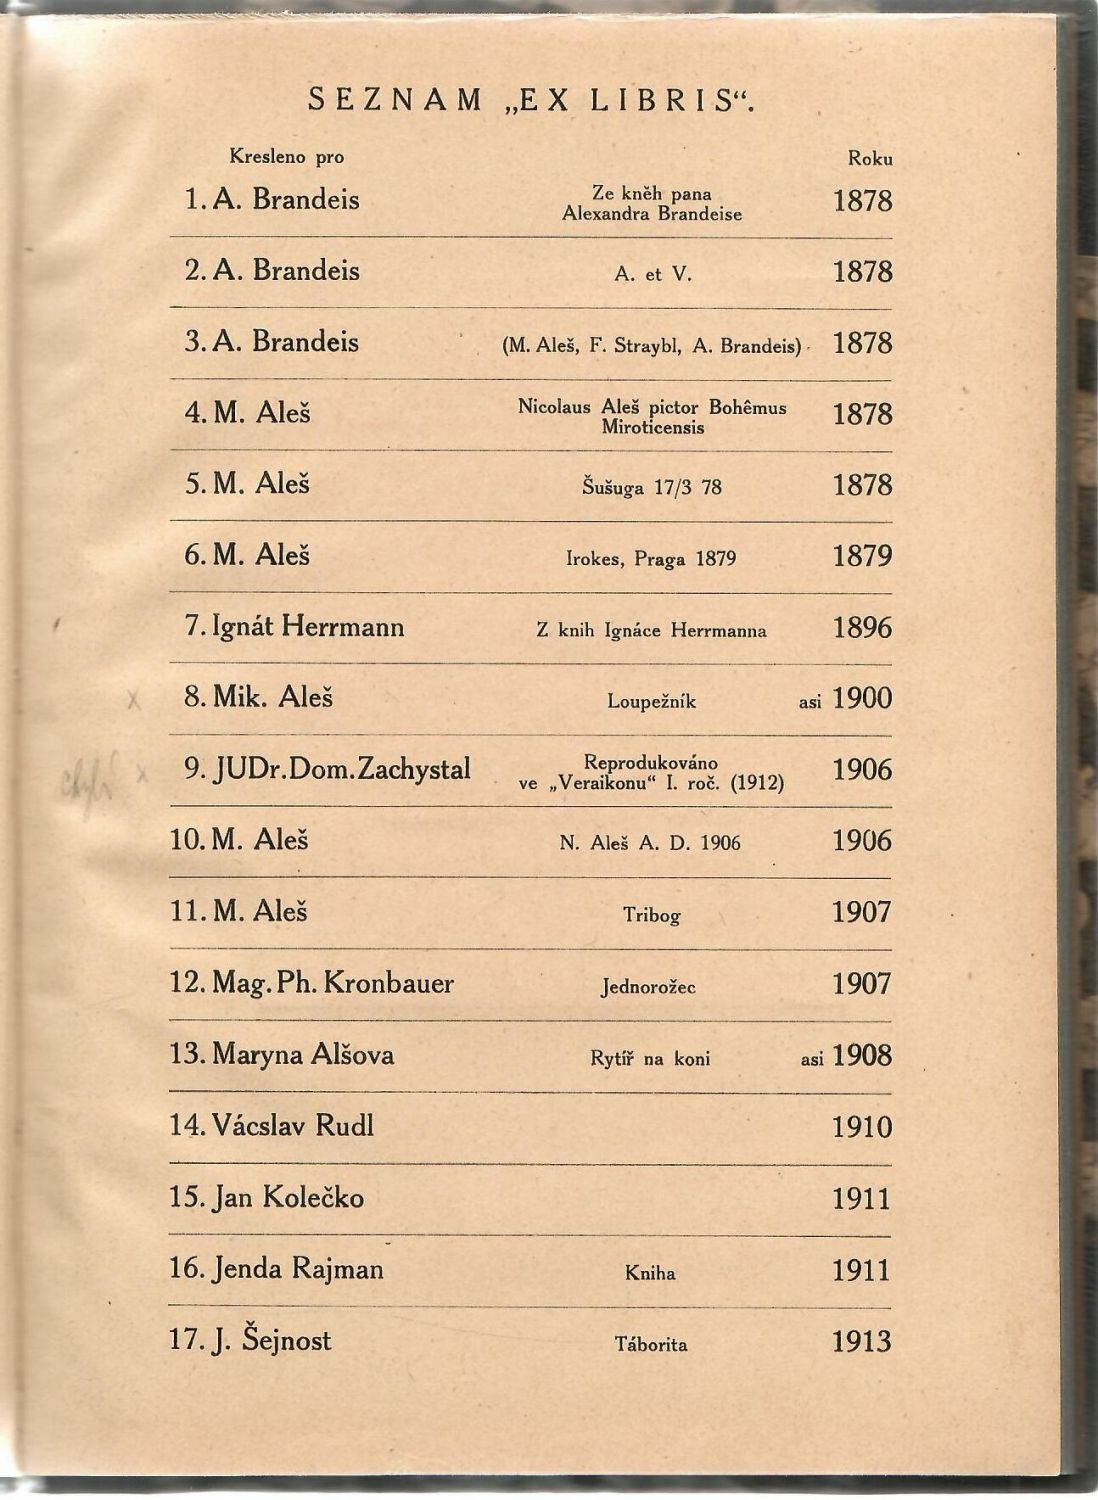 SEZNAM „EX LIBRIS“.
Kresleno pro Roku
1. A. Brandeis Ze kněh pana Alexandra Brandeise 1878
2. A. Brandeis A. et V. 1878
3. A. Brandeis (M. Aleš, F. Straybl, A. Brandeis) 1878
4. M. Aleš Nicolaus Aleš pictor Bohêmus Miroticensis 1878
5. M. Aleš Šušuga 17/3 78 1878
6. M. Aleš Irokes, Praga 1879 1879
7. Ignát Herrmann Z knih Ignáce Herrmanna 1896
x 8. Mik. Aleš Loupežník asi 1900
chybí x 9. JUDr. Dom. Zachystal Reprodukováno ve „Veraikonu“ I. roč. (1912) 1906
10. M. Aleš N. Aleš A. D. 1906 1906
11. M. Aleš Tribog 1907
12. Mag. Ph. Kronbauer Jednorožec 1907
13. Maryna Alšova Rytíř na koni asi 1908
14. Vácslav Rudl 1910
15. Jan Kolečko 1911
16. Jenda Rajman Kniha 1911
17. J. Šejnost Táborita 1913